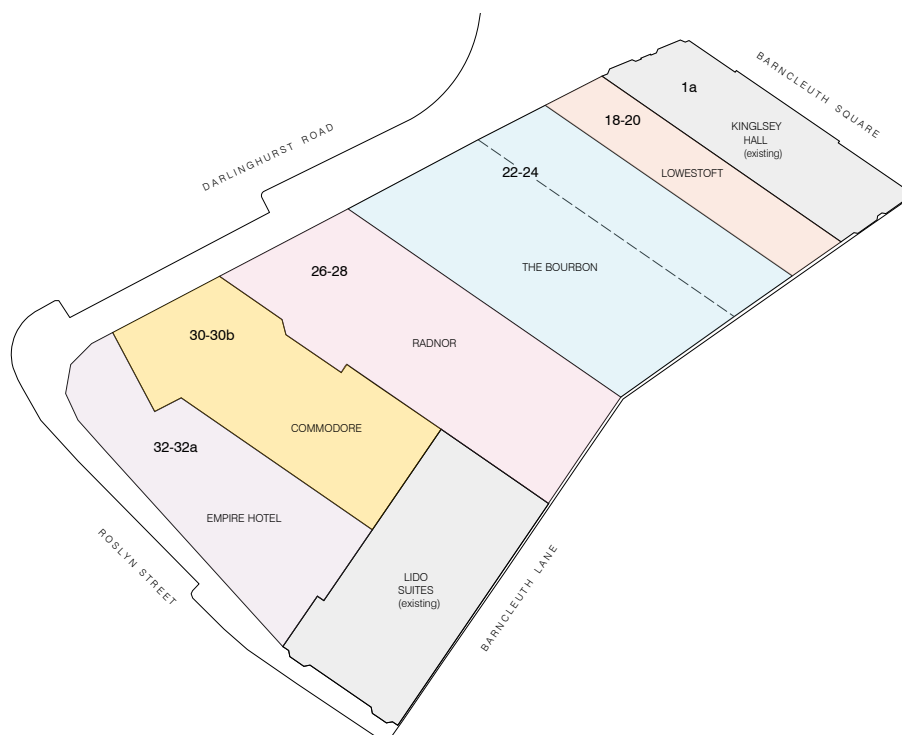 BARNCLEUTH SQUARE
1a
KINGLSEY
HALL
(existing)
18-20
LOWESTOFT
DARLINGHURST ROAD
22-24
THE BOURBON
26-28
RADNOR
30-30b
COMMODORE
32-32a
EMPIRE HOTEL
ROSLYN STREET
LIDO
SUITES
(existing)
BARNCLEUTH LANE